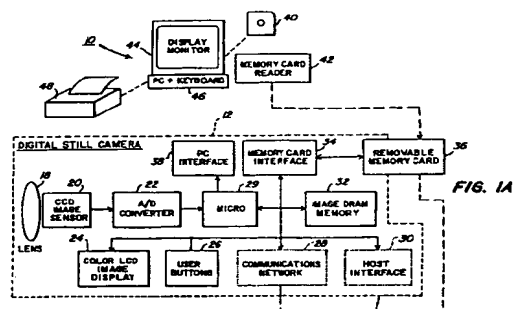 10
44
DISPLAY
MONITOR
40
48
PC + KEYBOARD
46
MEMORY CARD
READER
42
12
DIGITAL STILL CAMERA
38
PC
INTERFACE
MEMORY CARD
INTERFACE
34
REMOVABLE
MEMORY CARD
36
FIG. 1A
18
LENS
20
CCD
IMAGE
SENSOR
22
A/D
CONVERTER
29
MICRO
32
IMAGE DRAM
MEMORY
24
COLOR LCD
IMAGE
DISPLAY
26
USER
BUTTONS
28
COMMUNICATIONS
NETWORK
30
HOST
INTERFACE